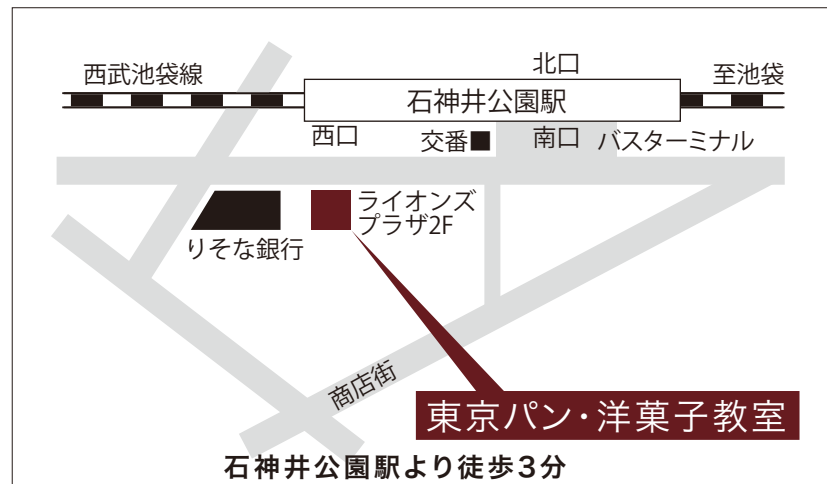 北口
西武池袋線
至池袋
石神井公園駅
西口
交番
南口
バスターミナル
ライオンズ
プラザ2F
りそな銀行
商店街
東京パン・洋菓子教室
石神井公園駅より徒歩3分